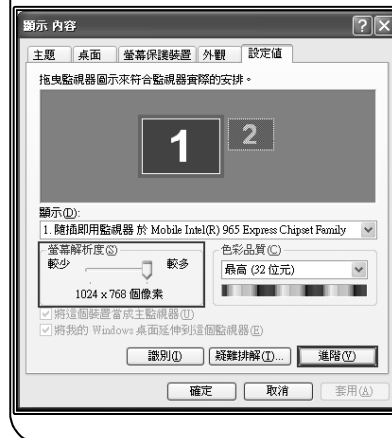 顯示 內容
主題 桌面 螢幕保護裝置 外觀 設定值
拖曳監視器圖示來符合監視器實際的安排。
1 2
顯示(D):
1. 隨插即用監視器 於 Mobile Intel(R) 965 Express Chipset Family
螢幕解析度(S) 色彩品質(C)
較少 較多 最高 (32 位元)
1024 x 768 個像素
將這個裝置當成主監視器(U)
將我的 Windows 桌面延伸到這個監視器(E)
識別(I) 疑難排解(T)... 進階(V)
確定 取消 套用(A)